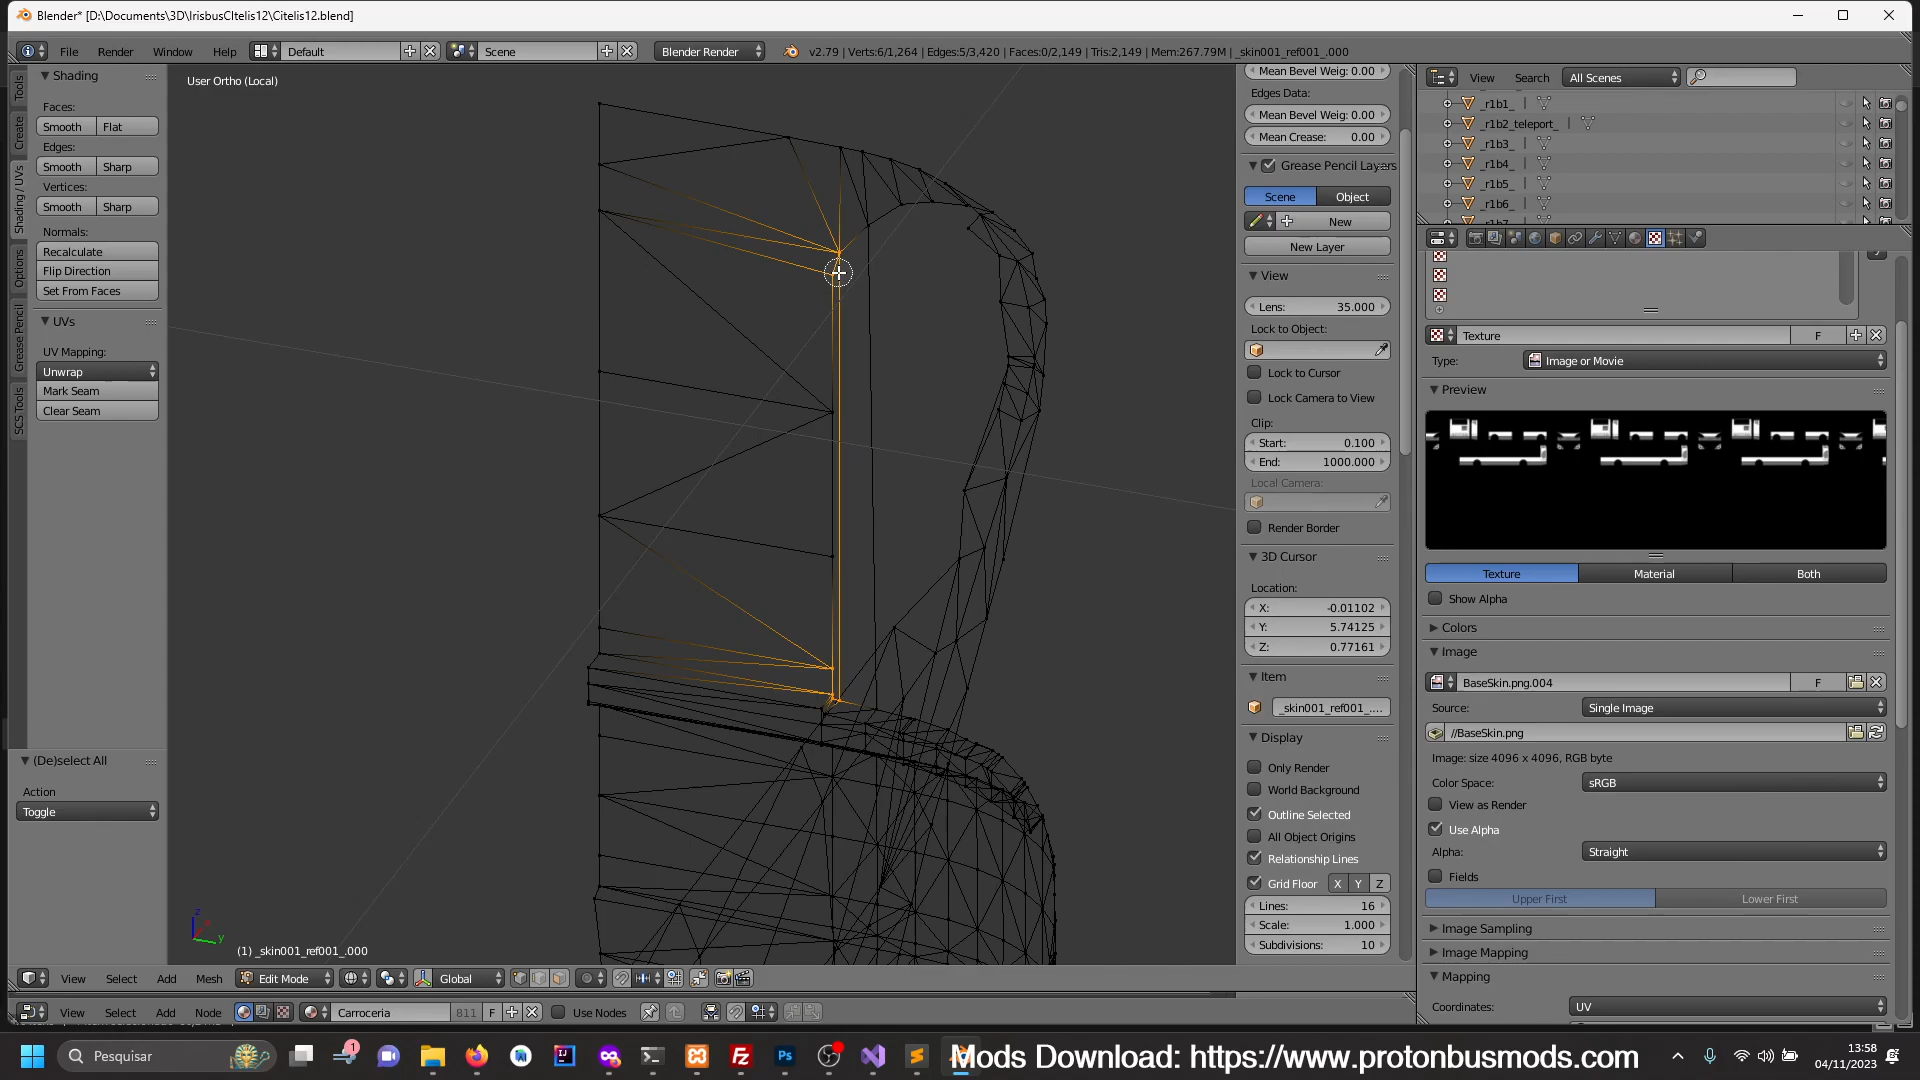 Blender* [D:\Documents\3D\IrisbusCItelis12\Citelis12.blend]
File Render Window Help Default Scene Blender Render v2.79 | Verts:6/1,264 | Edges:5/3,420 | Faces:0/2,149 | Tris:2,149 | Mem:267.79M | _skin001_ref001_.000
Tools
Create
Shading / UVs
Options
Grease Pencil
SCS Tools
Shading
Faces:
Smooth Flat
Edges:
Smooth Sharp
Vertices:
Smooth Sharp
Normals:
Recalculate
Flip Direction
Set From Faces
UVs
UV Mapping:
Unwrap
Mark Seam
Clear Seam
(De)select All
Action
Toggle
User Ortho (Local)
z
y
(1) _skin001_ref001_.000
Mean Bevel Weig: 0.00
Edges Data:
Mean Bevel Weig: 0.00
Mean Crease: 0.00
Grease Pencil Layers
Scene Object
New
New Layer
View
Lens: 35.000
Lock to Object:
Lock to Cursor
Lock Camera to View
Clip:
Start: 0.100
End: 1000.000
Local Camera:
Render Border
3D Cursor
Location:
X: -0.01102
Y: 5.74125
Z: 0.77161
Item
_skin001_ref001_....
Display
Only Render
World Background
Outline Selected
All Object Origins
Relationship Lines
Grid Floor X Y Z
Lines: 16
Scale: 1.000
Subdivisions: 10
View Search All Scenes
_r1b1_
_r1b2_teleport_
_r1b3_
_r1b4_
_r1b5_
_r1b6_
_r1b7_
Texture F
Type: Image or Movie
Preview
Texture Material Both
Show Alpha
Colors
Image
BaseSkin.png.004 F
Source: Single Image
//BaseSkin.png
Image: size 4096 x 4096, RGB byte
Color Space: sRGB
View as Render
Use Alpha
Alpha: Straight
Fields
Upper First Lower First
Image Sampling
Image Mapping
Mapping
Coordinates: UV
View Select Add Mesh Edit Mode Global
View Select Add Node Carroceria 811 F Use Nodes
Pesquisar
1
Mods Download: https://www.protonbusmods.com
13:58
04/11/2023